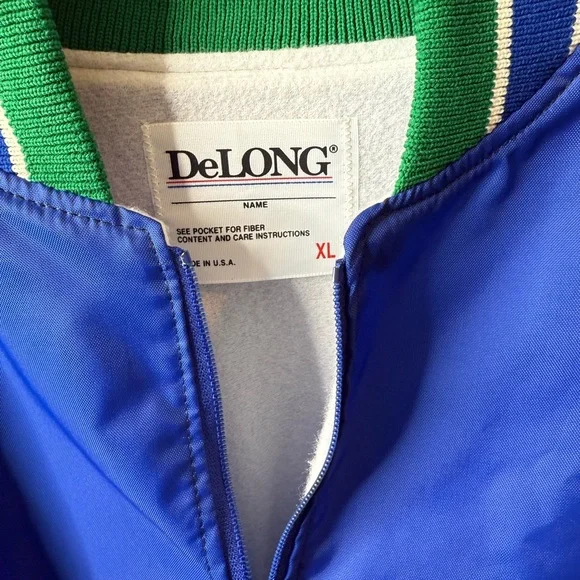 DeLONG®
NAME
SEE POCKET FOR FIBER
CONTENT AND CARE INSTRUCTIONS
XL
DE IN U.S.A.